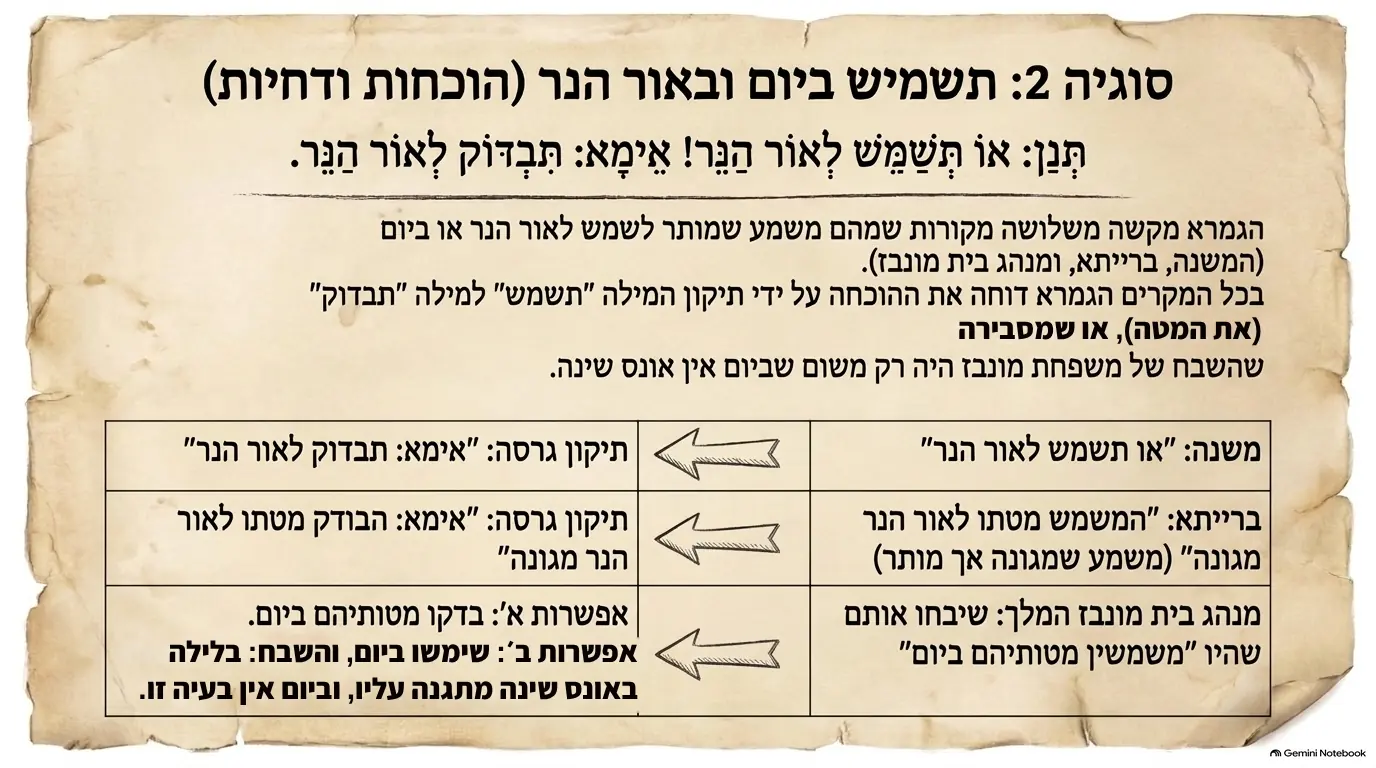 סוגיה 2: תשמיש ביום ובאור הנר (הוכחות ודחיות)
תְּנַן: אוֹ תְּשַׁמֵּשׁ לְאוֹר הַנֵּר! אֵימָא: תִּבְדּוֹק לְאוֹר הַנֵּר.
הגמרא מקשה משלושה מקורות שמהם משמע שמותר לשמש לאור הנר או ביום
(המשנה, ברייתא, ומנהג בית מונבז).
בכל המקרים הגמרא דוחה את ההוכחה על ידי תיקון המילה "תשמש" למילה "תבדוק"
(את המטה), או שמסבירה
שהשבח של משפחת מונבז היה רק משום שביום אין אונס שינה.
משנה: "או תשמש לאור הנר"
תיקון גרסה: "אימא: תבדוק לאור הנר"
ברייתא: "המשמש מטתו לאור הנר
מגונה" (משמע שמגונה אך מותר)
תיקון גרסה: "אימא: הבודק מטתו לאור
הנר מגונה"
מנהג בית מונבז המלך: שיבחו אותם
שהיו "משמשין מטותיהם ביום"
אפשרות א': בדקו מטותיהם ביום.
אפשרות ב': שימשו ביום, והשבח: בלילה
באונס שינה מתגנה עליו, וביום אין בעיה זו.
Gemini Notebook